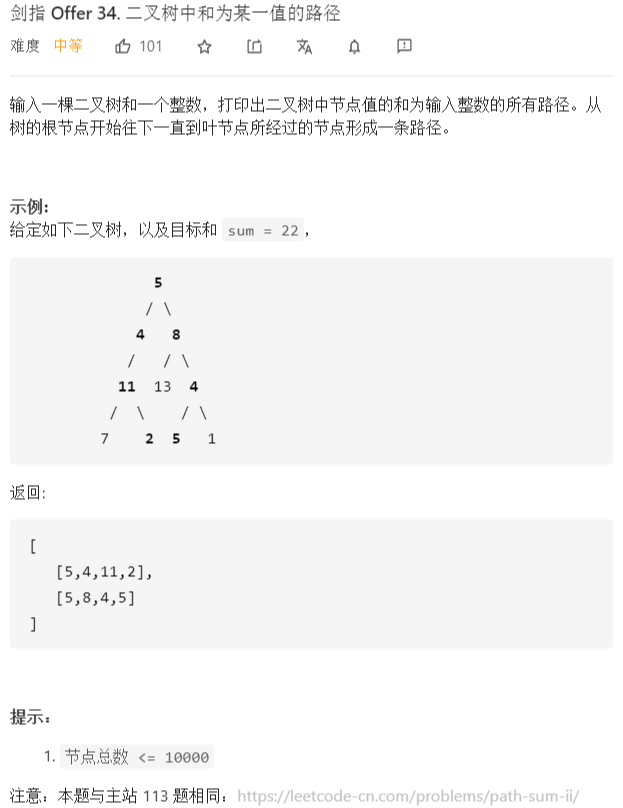 剑指 Offer 34. 二叉树中和为某一值的路径
难度 中等 101
输入一棵二叉树和一个整数，打印出二叉树中节点值的和为输入整数的所有路径。从
树的根节点开始往下一直到叶节点所经过的节点形成一条路径。
示例:
给定如下二叉树，以及目标和 sum = 22，
5
/ \
4 8
/ / \
11 13 4
/ \ / \
7 2 5 1
返回:
[
[5,4,11,2],
[5,8,4,5]
]
提示：
1. 节点总数 <= 10000
注意：本题与主站 113 题相同：https://leetcode-cn.com/problems/path-sum-ii/